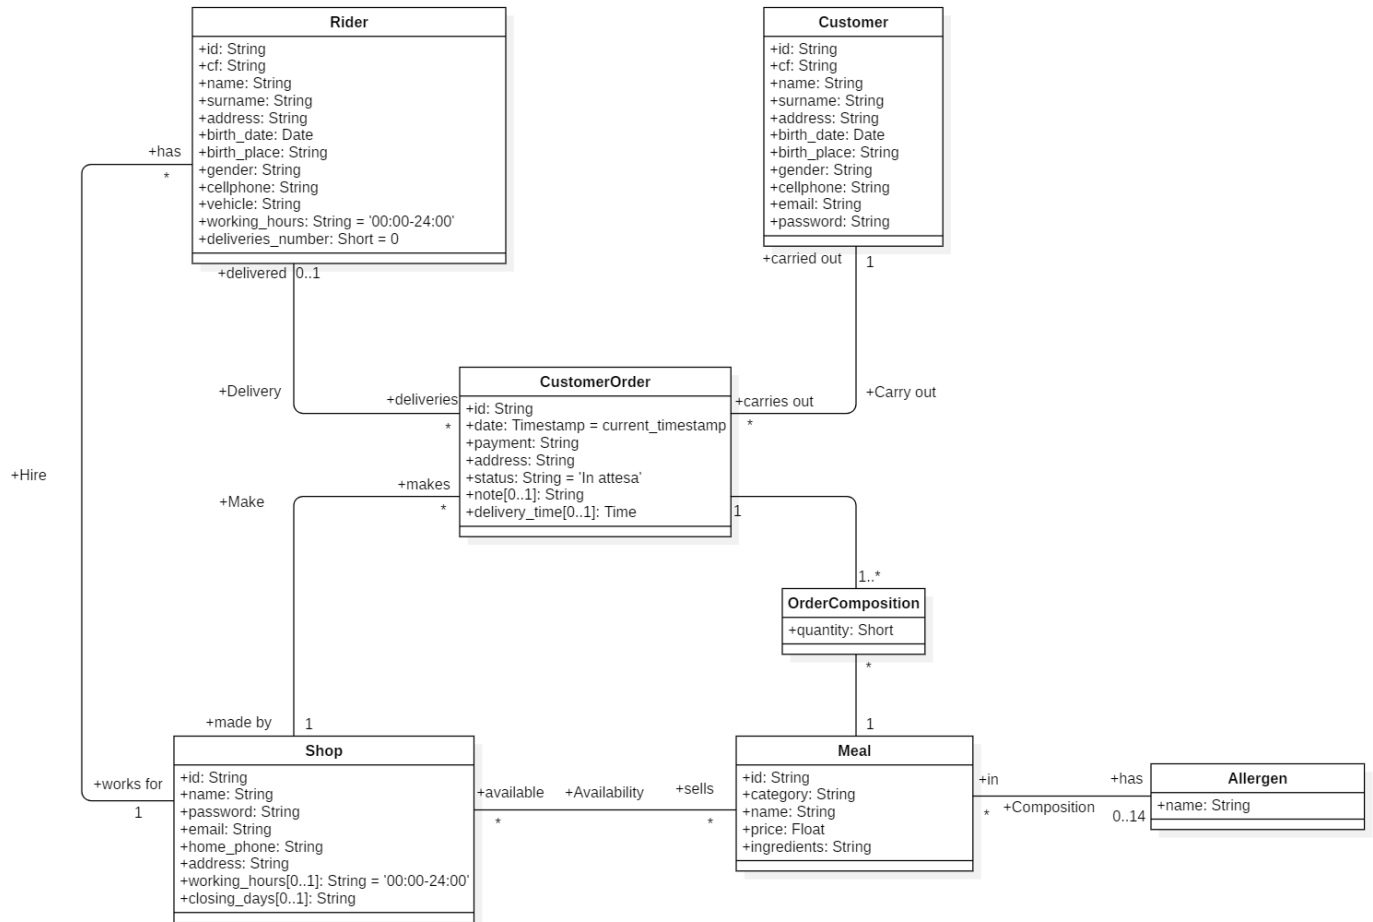 Rider
+id: String
+cf: String
+name: String
+surname: String
+address: String
+birth_date: Date
+birth_place: String
+gender: String
+cellphone: String
+vehicle: String
+working_hours: String = '00:00-24:00'
+deliveries_number: Short = 0
Customer
+id: String
+cf: String
+name: String
+surname: String
+address: String
+birth_date: Date
+birth_place: String
+gender: String
+cellphone: String
+email: String
+password: String
+has
*
+delivered 0..1
+carried out 1
+Delivery
+deliveries
*
+carries out
*
+Carry out
CustomerOrder
+id: String
+date: Timestamp = current_timestamp
+payment: String
+address: String
+status: String = 'In attesa'
+note[0..1]: String
+delivery_time[0..1]: Time
+Hire
+Make
+makes
*
1
1..*
OrderComposition
+quantity: Short
*
1
+made by 1
+works for
1
Shop
+id: String
+name: String
+password: String
+email: String
+home_phone: String
+address: String
+working_hours[0..1]: String = '00:00-24:00'
+closing_days[0..1]: String
+available +Availability +sells
* *
Meal
+id: String
+category: String
+name: String
+price: Float
+ingredients: String
+in +has
* +Composition 0..14
Allergen
+name: String